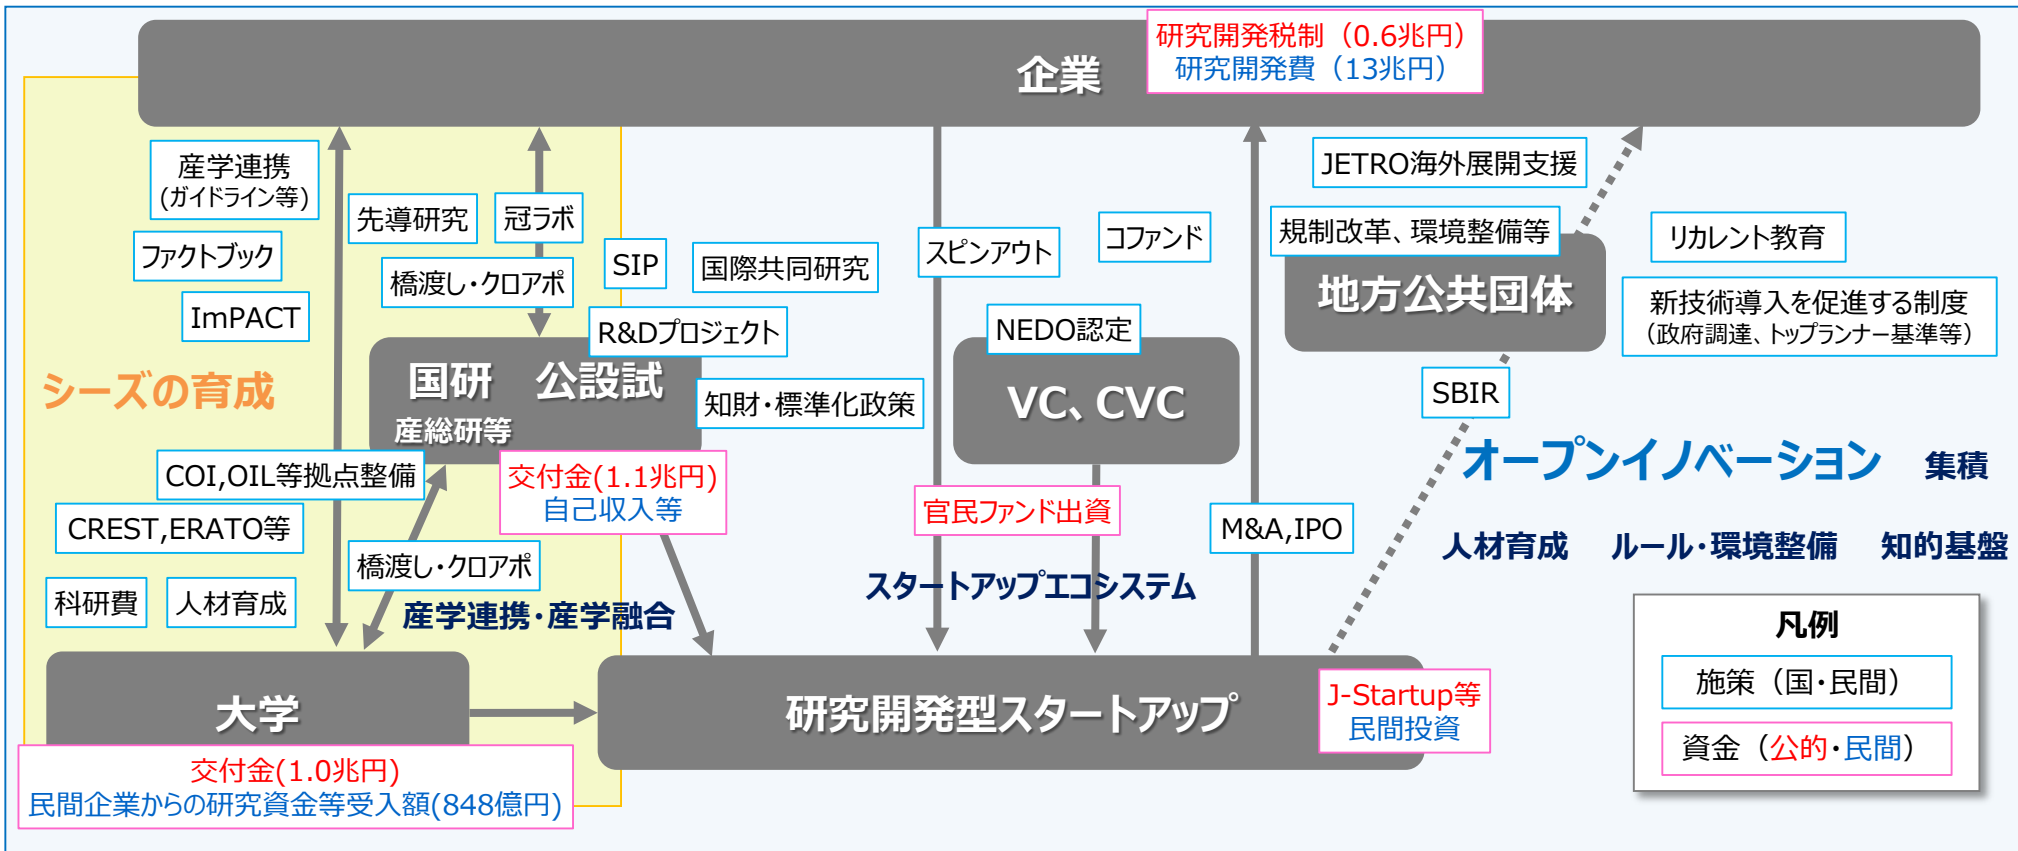 研究開発税制（0.6兆円）
研究開発費（13兆円）
企業
産学連携
(ガイドライン等)
先導研究
冠ラボ
JETRO海外展開支援
ファクトブック
橋渡し・クロアポ
SIP
国際共同研究
スピンアウト
コファンド
規制改革、環境整備等
リカレント教育
ImPACT
R&Dプロジェクト
NEDO認定
地方公共団体
新技術導入を促進する制度
（政府調達、トップランナー基準等）
シーズの育成
国研　公設試
産総研等
知財・標準化政策
VC、CVC
SBIR
オープンイノベーション
集積
COI,OIL等拠点整備
交付金(1.1兆円)
自己収入等
官民ファンド出資
M&A,IPO
CREST,ERATO等
橋渡し・クロアポ
人材育成　ルール・環境整備　知的基盤
科研費
人材育成
産学連携・産学融合
スタートアップエコシステム
大学
交付金(1.0兆円)
民間企業からの研究資金等受入額(848億円)
研究開発型スタートアップ
J-Startup等
民間投資
凡例
施策（国・民間）
資金（公的・民間）